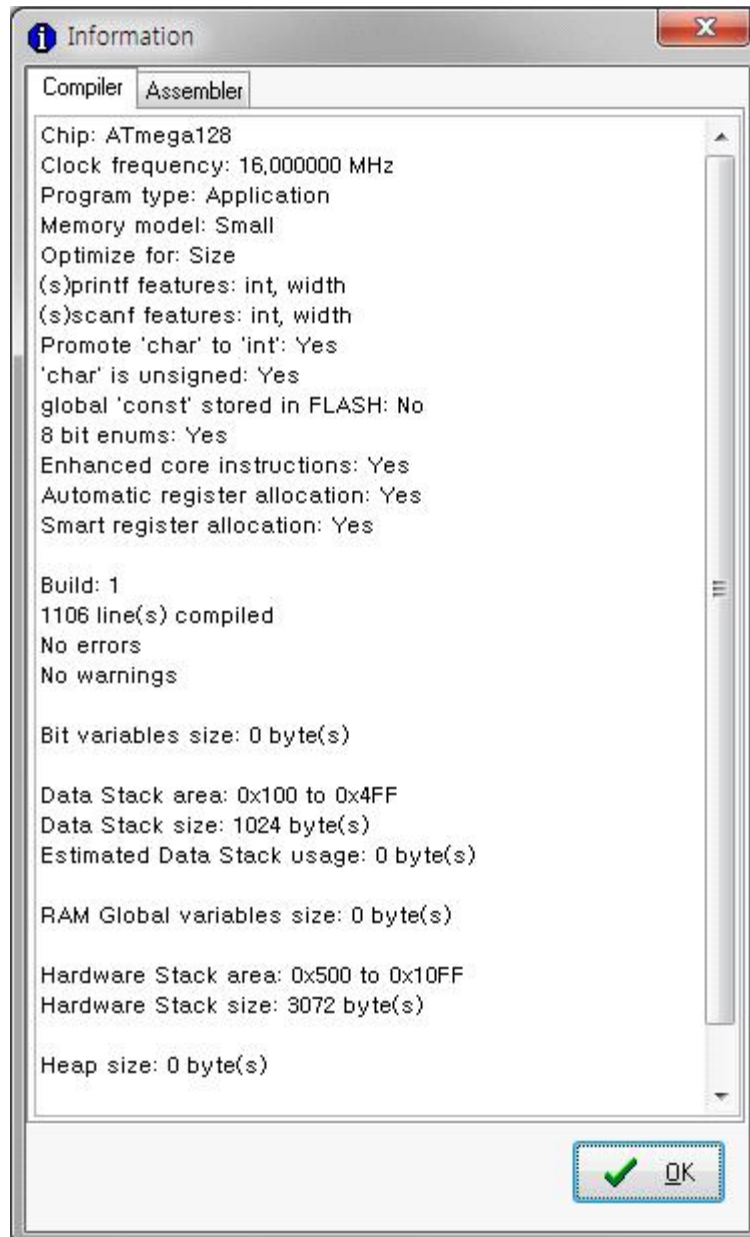 Information
Compiler
Assembler
Chip: ATmega128
Clock frequency: 16,000000 MHz
Program type: Application
Memory model: Small
Optimize for: Size
(s)printf features: int, width
(s)scanf features: int, width
Promote 'char' to 'int': Yes
'char' is unsigned: Yes
global 'const' stored in FLASH: No
8 bit enums: Yes
Enhanced core instructions: Yes
Automatic register allocation: Yes
Smart register allocation: Yes
Build: 1
1106 line(s) compiled
No errors
No warnings
Bit variables size: 0 byte(s)
Data Stack area: 0x100 to 0x4FF
Data Stack size: 1024 byte(s)
Estimated Data Stack usage: 0 byte(s)
RAM Global variables size: 0 byte(s)
Hardware Stack area: 0x500 to 0x10FF
Hardware Stack size: 3072 byte(s)
Heap size: 0 byte(s)
OK